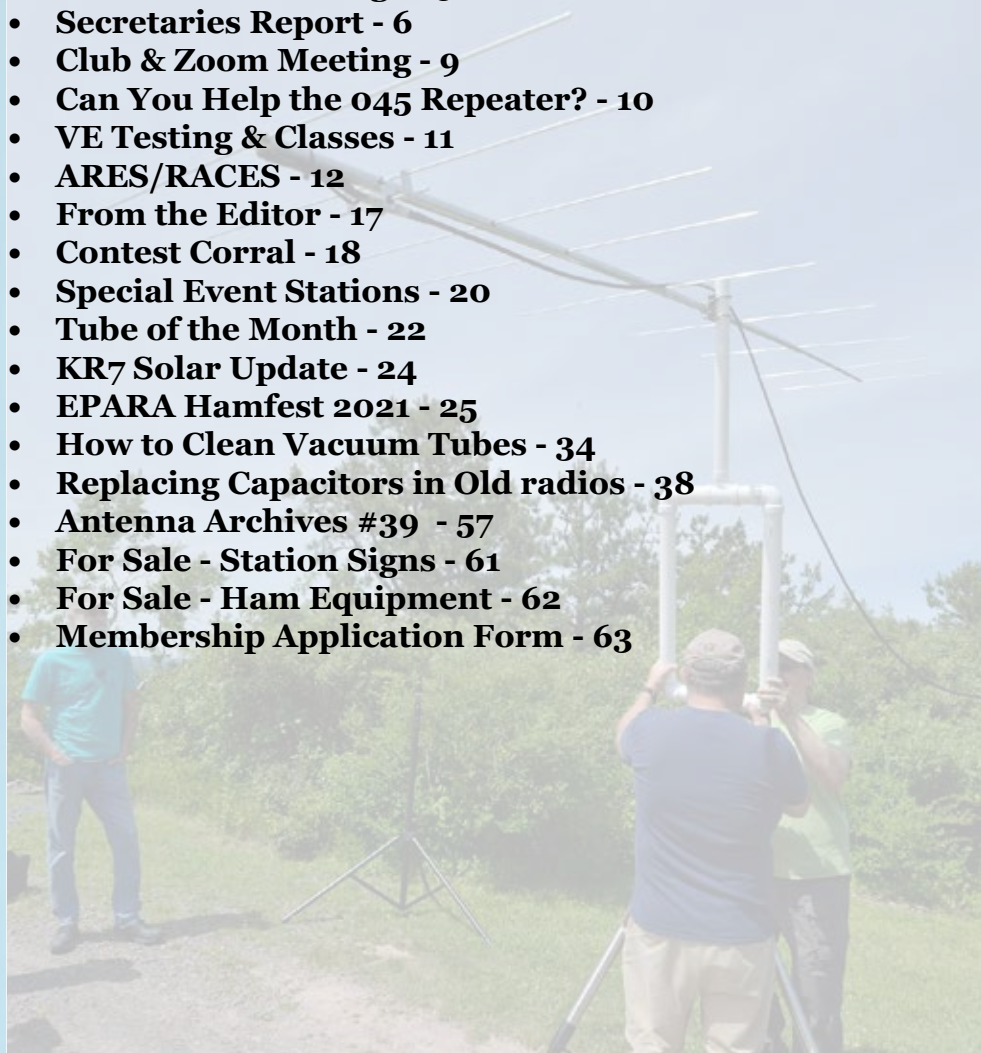 • Secretaries Report - 6
• Club & Zoom Meeting - 9
• Can You Help the 045 Repeater? - 10
• VE Testing & Classes - 11
• ARES/RACES - 12
• From the Editor - 17
• Contest Corral - 18
• Special Event Stations - 20
• Tube of the Month - 22
• KR7 Solar Update - 24
• EPARA Hamfest 2021 - 25
• How to Clean Vacuum Tubes - 34
• Replacing Capacitors in Old radios - 38
• Antenna Archives #39  - 57
• For Sale - Station Signs - 61
• For Sale - Ham Equipment - 62
• Membership Application Form - 63